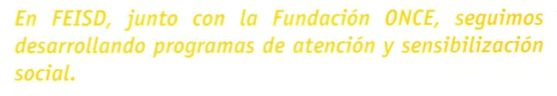 En FEISD, junto con la Fundación ONCE, seguimos
desarrollando programas de atención y sensibilización
social.